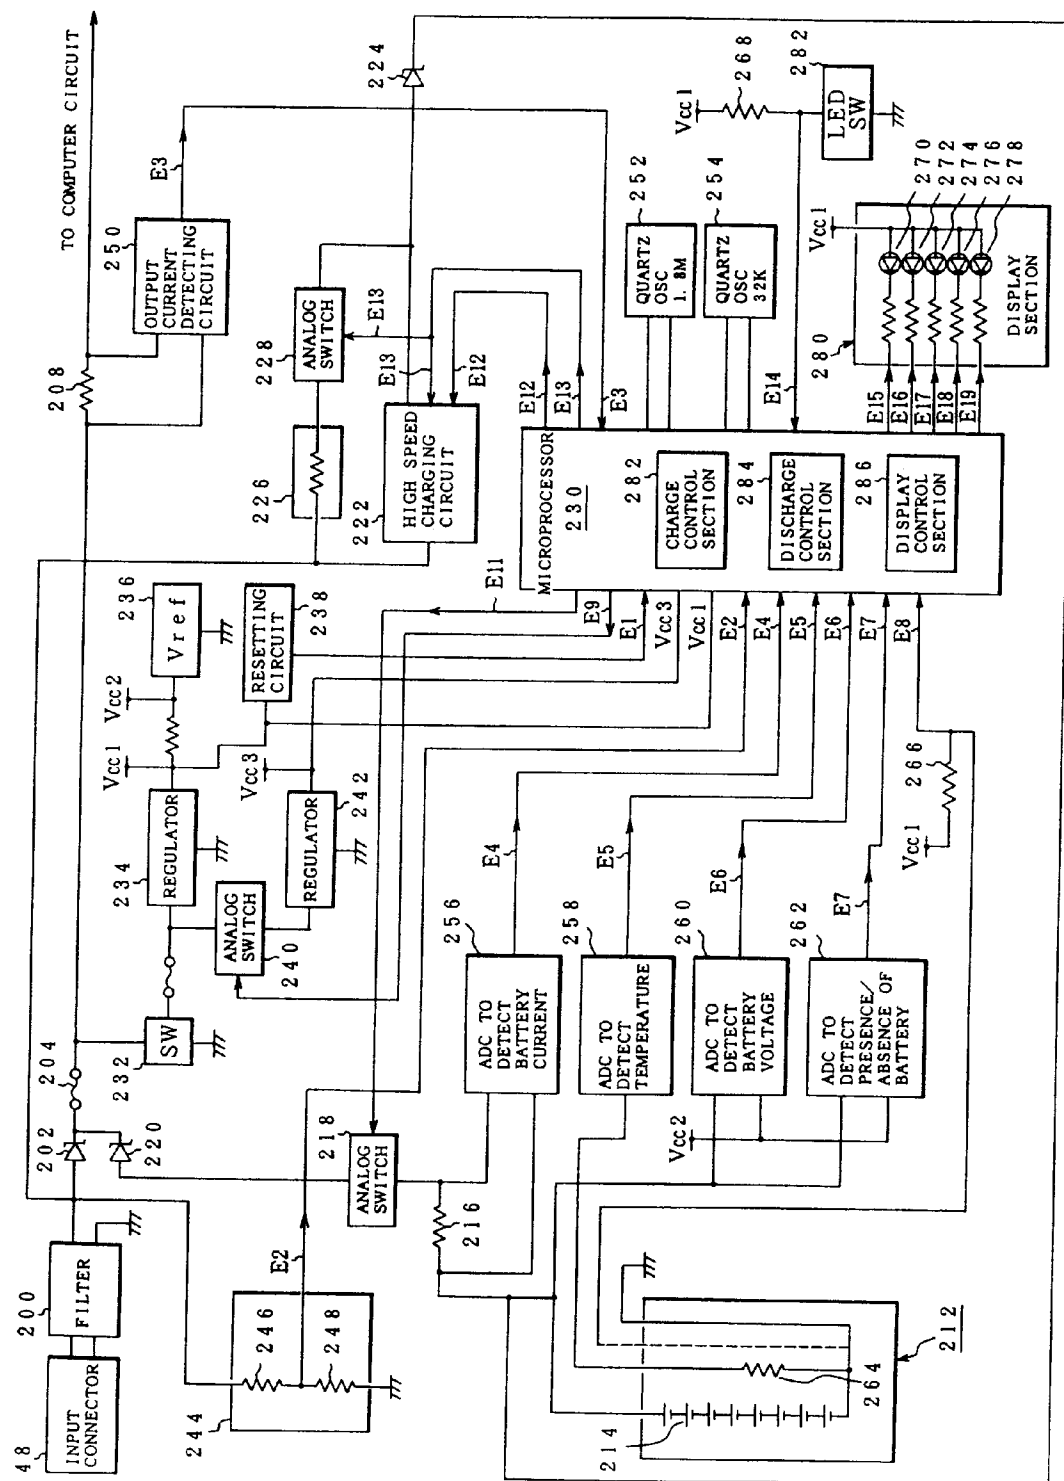 TO COMPUTER CIRCUIT
48
INPUT
CONNECTOR
200
FILTER
202
204
220
208
250
OUTPUT
CURRENT
DETECTING
CIRCUIT
E3
224
232
SW
234
REGULATOR
Vcc1
Vcc2
236
Vref
240
ANALOG
SWITCH
Vcc3
REGULATOR
242
RESETTING
CIRCUIT
238
226
228
ANALOG
SWITCH
E13
222
HIGH SPEED
CHARGING
CIRCUIT
E13
E12
244
246
248
E2
218
ANALOG
SWITCH
216
E11
E9
E1
Vcc3
Vcc1
E2
E4
E5
E6
E7
E8
MICROPROCESSOR
230
E12
E13
E3
E14
282
CHARGE
CONTROL
SECTION
284
DISCHARGE
CONTROL
SECTION
286
DISPLAY
CONTROL
SECTION
QUARTZ
OSC
1.8M
252
QUARTZ
OSC
32K
254
Vcc1
268
LED
SW
282
256
ADC TO
DETECT
BATTERY
CURRENT
E4
258
ADC TO
DETECT
TEMPERATURE
E5
260
ADC TO
DETECT
BATTERY
VOLTAGE
E6
262
ADC TO
DETECT
PRESENCE/
ABSENCE OF
BATTERY
E7
Vcc2
Vcc1
266
214
264
212
E15
E16
E17
E18
E19
280
Vcc1
270
272
274
276
278
DISPLAY
SECTION